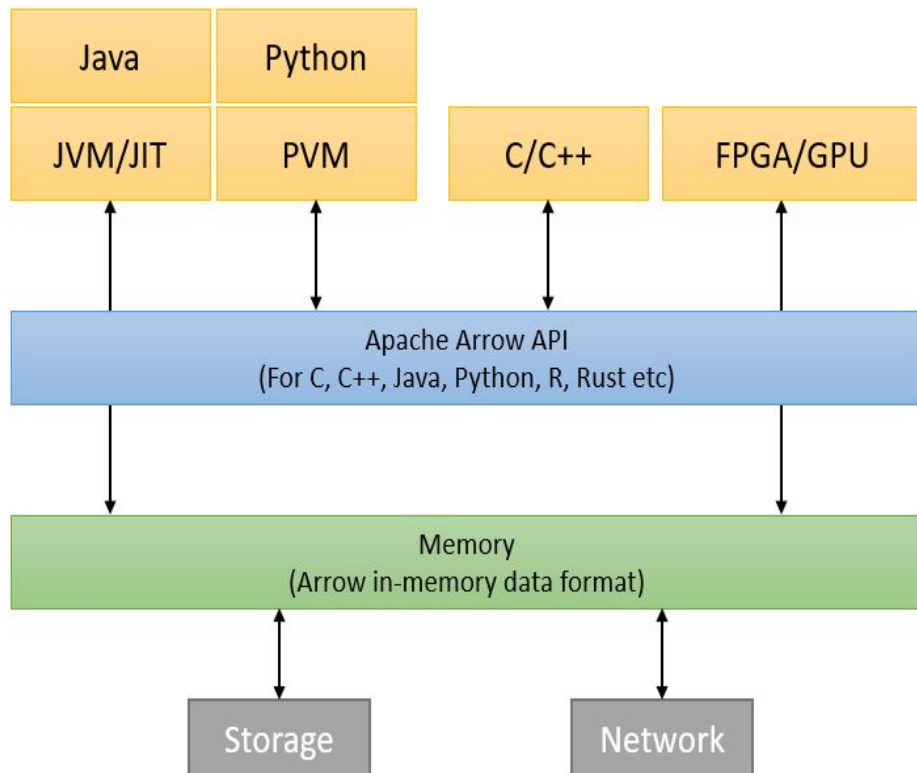 Java
Python
JVM/JIT
PVM
C/C++
FPGA/GPU
Apache Arrow API
(For C, C++, Java, Python, R, Rust etc)
Memory
(Arrow in-memory data format)
Storage
Network